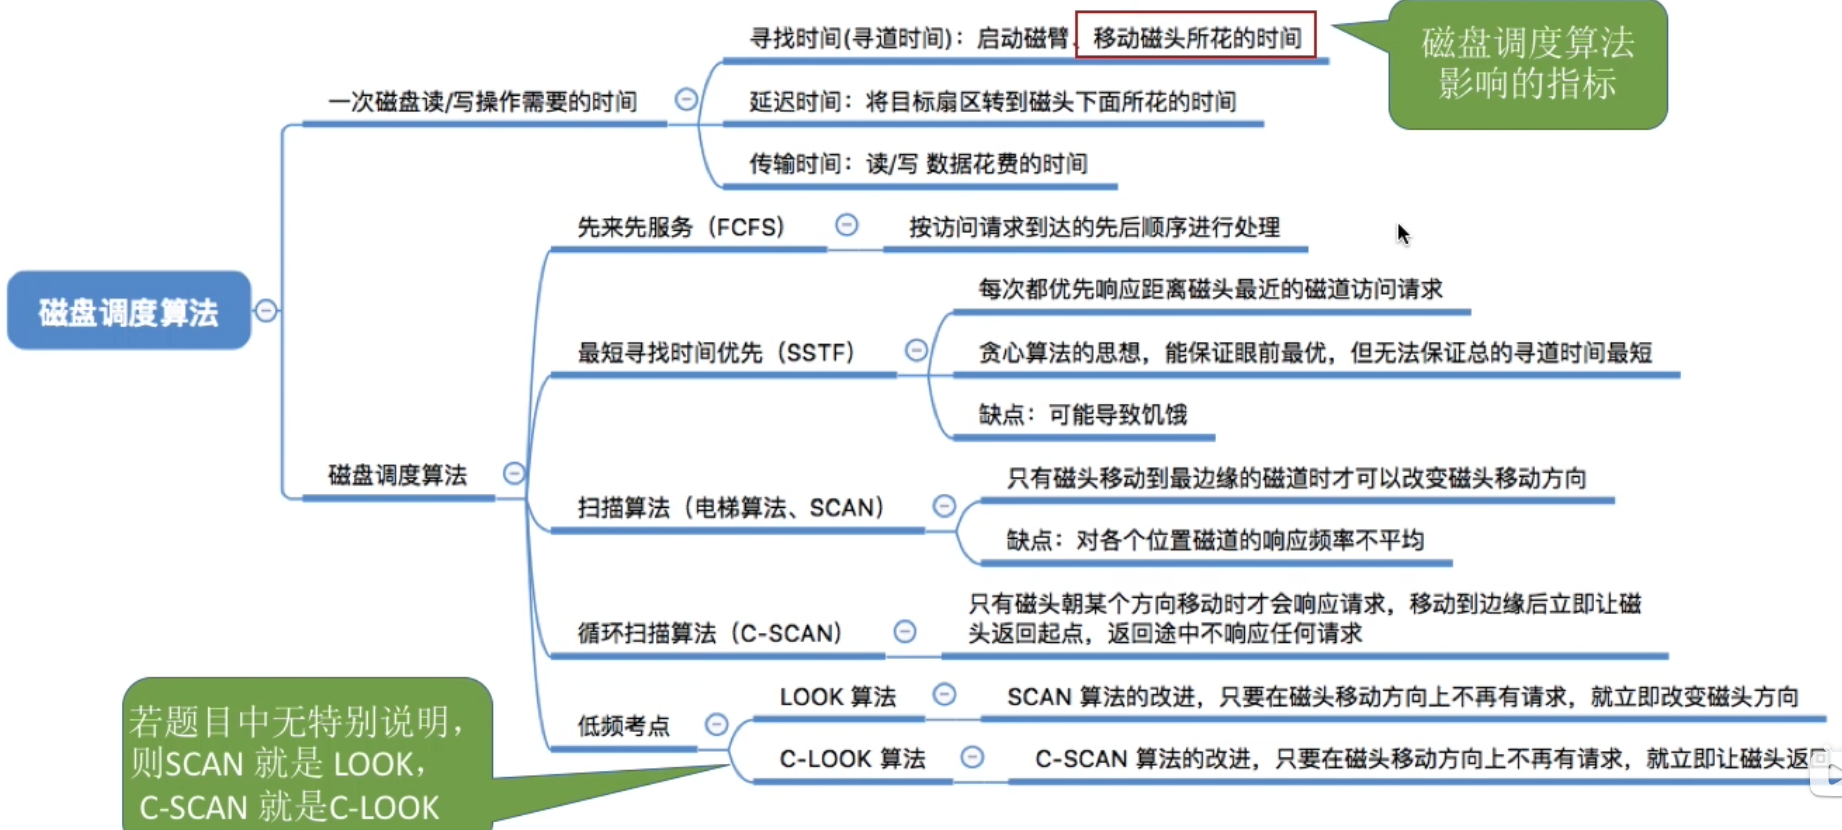 寻找时间(寻道时间)：启动磁臂、移动磁头所花的时间
磁盘调度算法
影响的指标
一次磁盘读/写操作需要的时间
延迟时间：将目标扇区转到磁头下面所花的时间
传输时间：读/写 数据花费的时间
先来先服务（FCFS）
按访问请求到达的先后顺序进行处理
磁盘调度算法
每次都优先响应距离磁头最近的磁道访问请求
最短寻找时间优先（SSTF）
贪心算法的思想，能保证眼前最优，但无法保证总的寻道时间最短
缺点：可能导致饥饿
磁盘调度算法
扫描算法（电梯算法、SCAN）
只有磁头移动到最边缘的磁道时才可以改变磁头移动方向
缺点：对各个位置磁道的响应频率不平均
循环扫描算法（C-SCAN）
只有磁头朝某个方向移动时才会响应请求，移动到边缘后立即让磁
头返回起点，返回途中不响应任何请求
低频考点
LOOK 算法
SCAN 算法的改进，只要在磁头移动方向上不再有请求，就立即改变磁头方向
C-LOOK 算法
C-SCAN 算法的改进，只要在磁头移动方向上不再有请求，就立即让磁头返
若题目中无特别说明，
则SCAN 就是 LOOK，
C-SCAN 就是C-LOOK